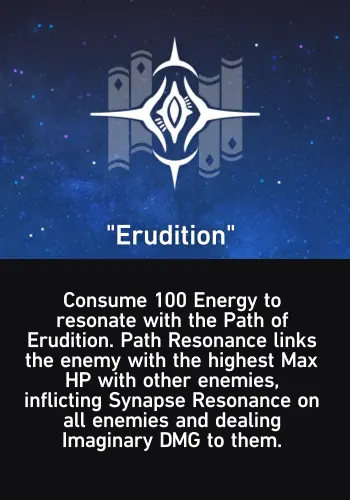 "Erudition"
Consume 100 Energy to
resonate with the Path of
Erudition. Path Resonance links
the enemy with the highest Max
HP with other enemies,
inflicting Synapse Resonance on
all enemies and dealing
Imaginary DMG to them.